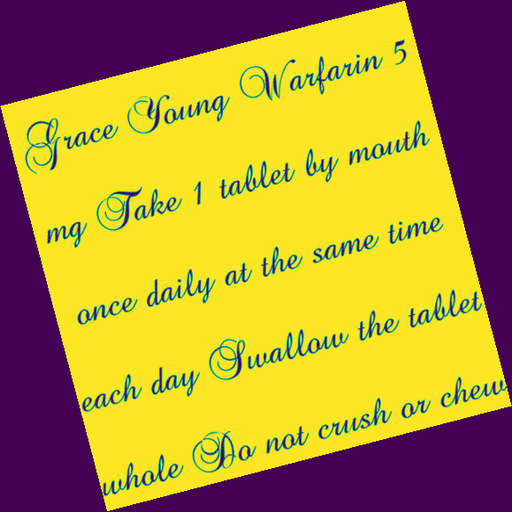 Grace Young Warfarin 5
mg Take 1 tablet by mouth
once daily at the same time
each day Swallow the tablet
whole Do not crush or chew